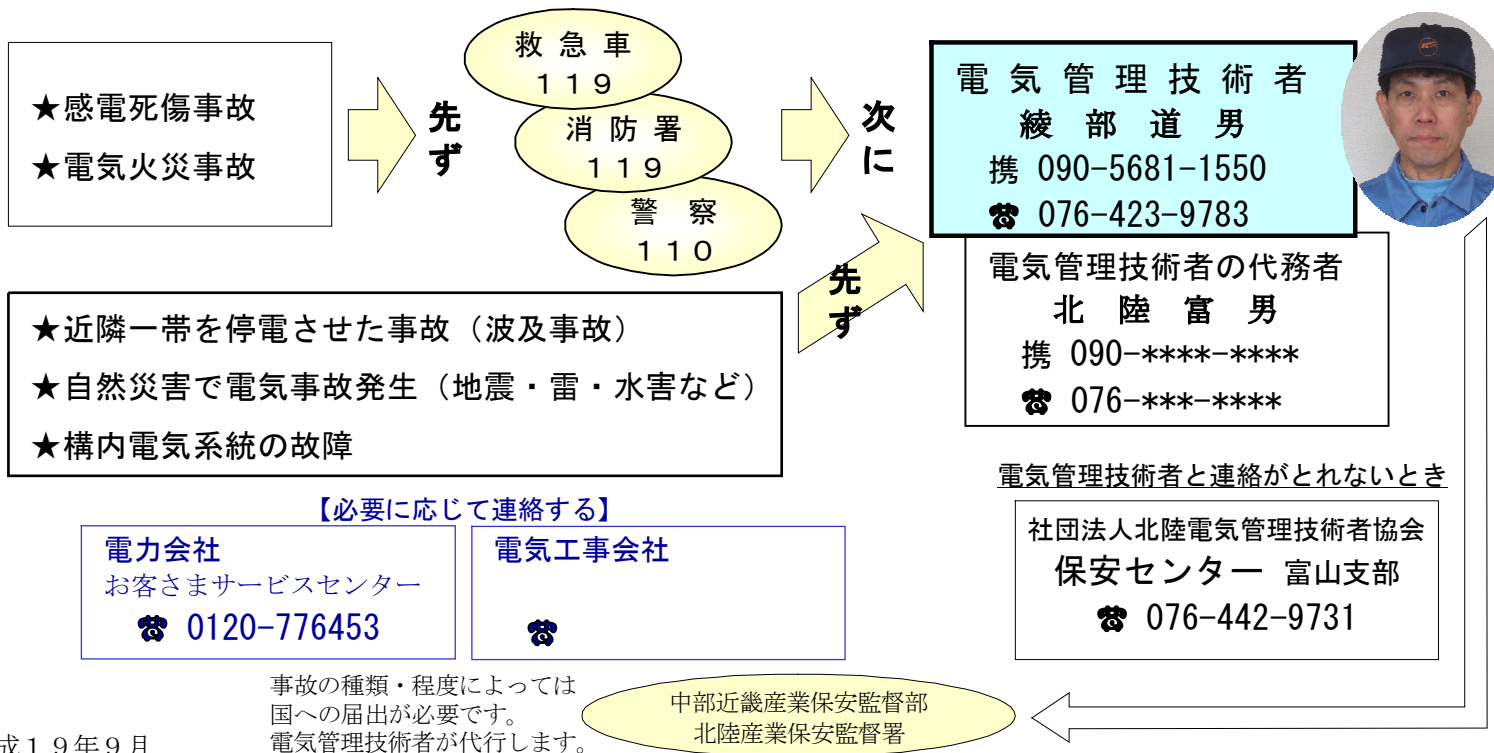 ★感電死傷事故
★電気火災事故
先ず
救急車
119
消防署
119
警察
110
次に
電気管理技術者
綾部道男
携 090-5681-1550
☎ 076-423-9783
電気管理技術者の代務者
北陸富男
携 090-****-****
☎ 076-***-****
先ず
★近隣一帯を停電させた事故（波及事故）
★自然災害で電気事故発生（地震・雷・水害など）
★構内電気系統の故障
電気管理技術者と連絡がとれないとき
社団法人北陸電気管理技術者協会
保安センター 富山支部
☎ 076-442-9731
【必要に応じて連絡する】
電力会社
お客さまサービスセンター
☎ 0120-776453
電気工事会社
☎
事故の種類・程度によっては
国への届出が必要です。
電気管理技術者が代行します。
中部近畿産業保安監督部
北陸産業保安監督署
成１９年９月